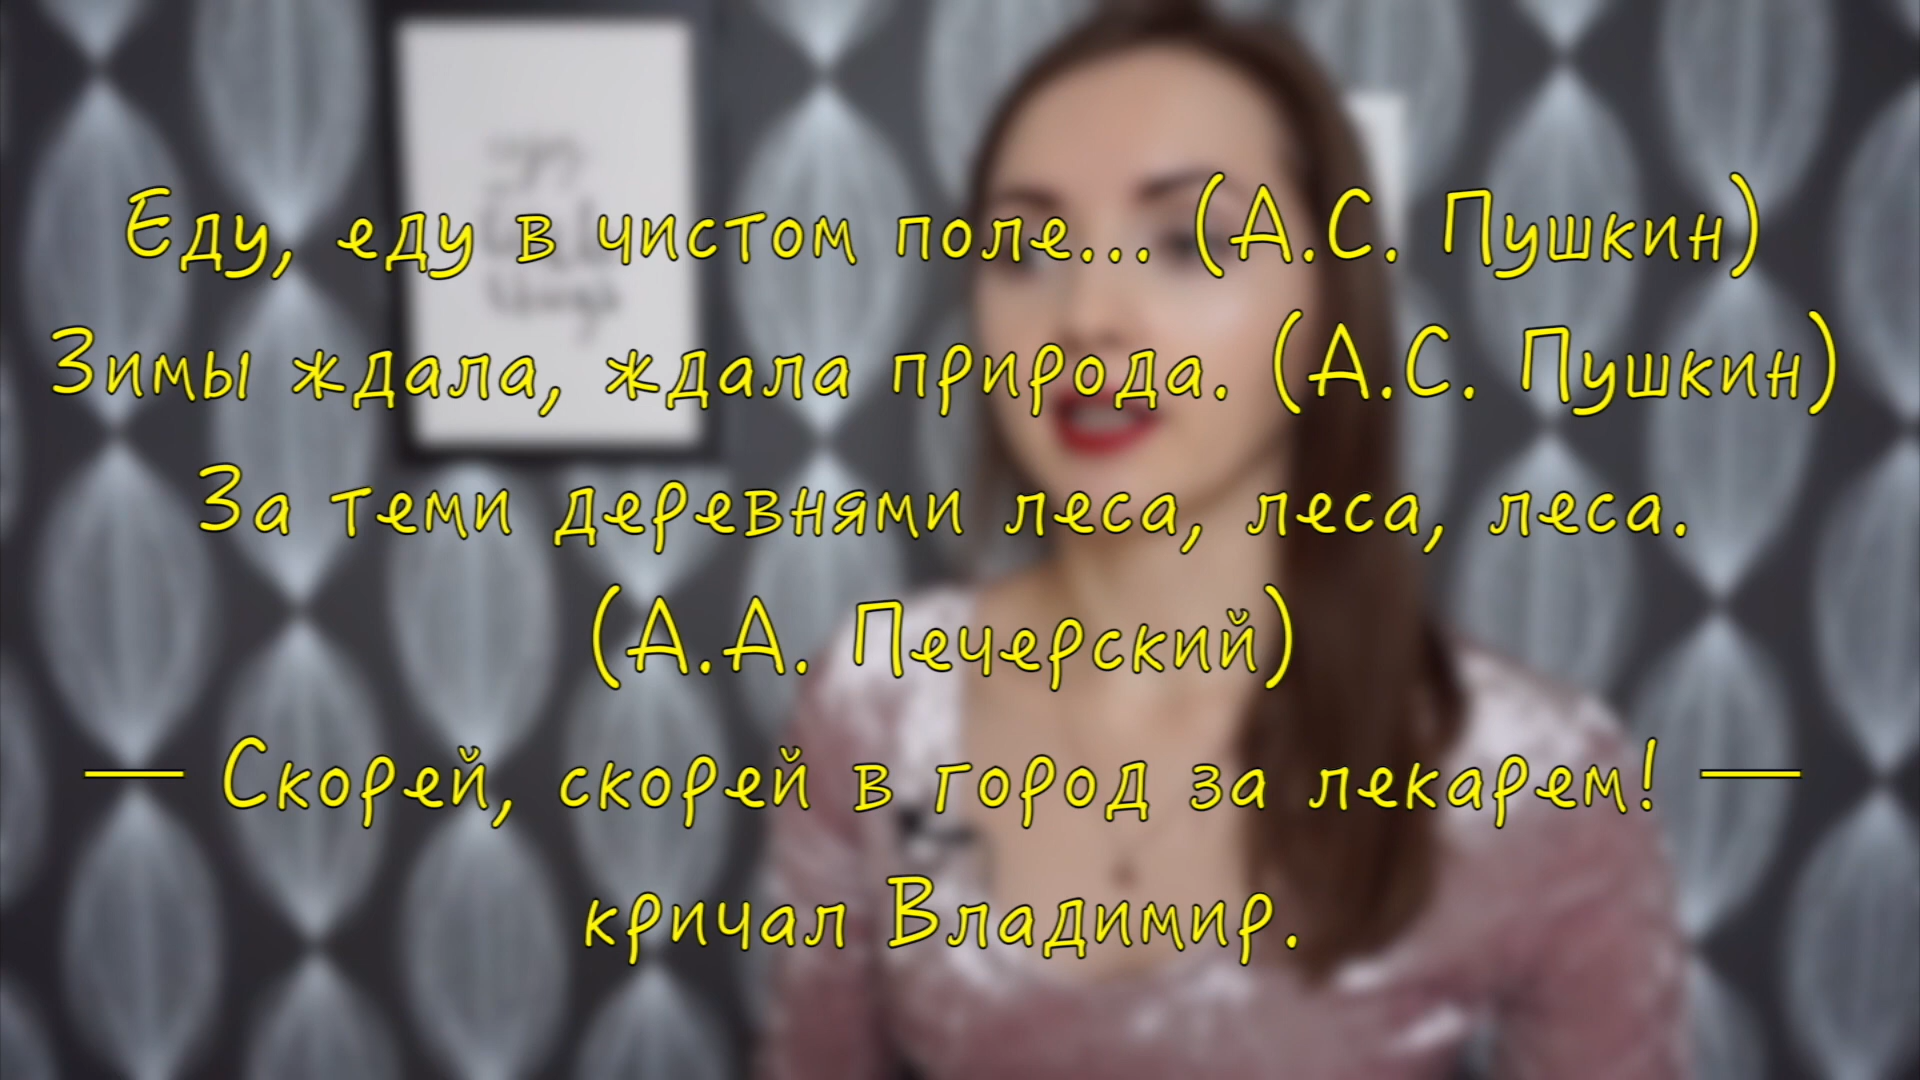 Еду, еду в чистом поле... (А.С. Пушкин)
Зимы ждала, ждала природа. (А.С. Пушкин)
За теми деревнями леса, леса, леса.
(А.А. Печерский)
— Скорей, скорей в город за лекарем! —
кричал Владимир.